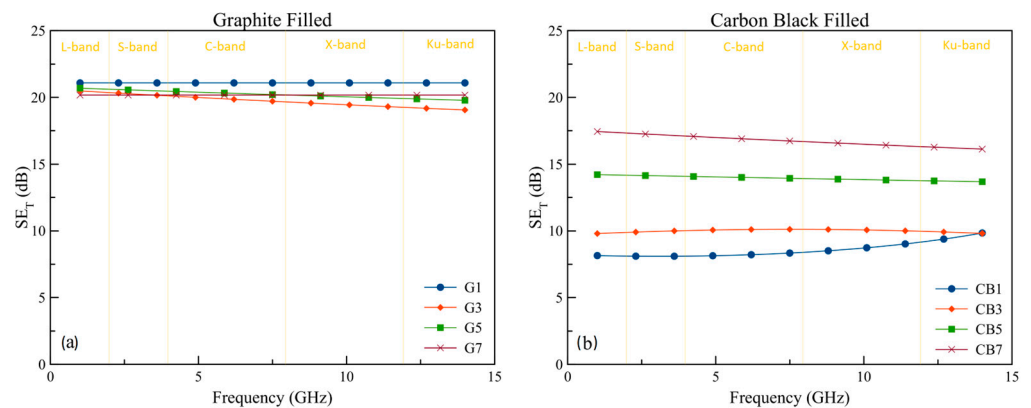 Graphite Filled
L-band S-band C-band X-band Ku-band
25
20
15
10
5
0
SET (dB)
G1
G3
G5
G7
(a)
0 5 10 15
Frequency (GHz)
Carbon Black Filled
L-band S-band C-band X-band Ku-band
25
20
15
10
5
0
SET (dB)
CB1
CB3
CB5
CB7
(b)
0 5 10 15
Frequency (GHz)